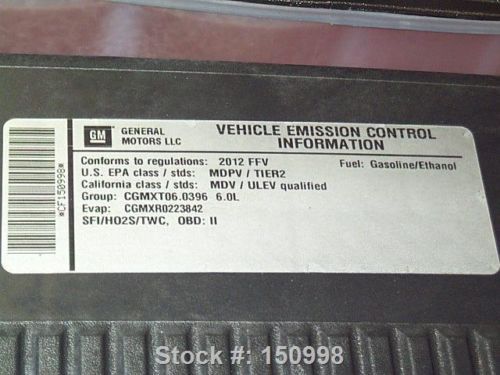 GM
GENERAL MOTORS LLC
VEHICLE EMISSION CONTROL INFORMATION
Conforms to regulations: 2012 FFV Fuel: Gasoline/Ethanol
U.S. EPA class / stds: MDPV / TIER2
California class / stds: MDV / ULEV qualified
Group: CGMXT06.0396 6.0L
Evap: CGMXR0223842
SFI/HO2S/TWC, OBD: II
*CF150998*
Stock #: 150998